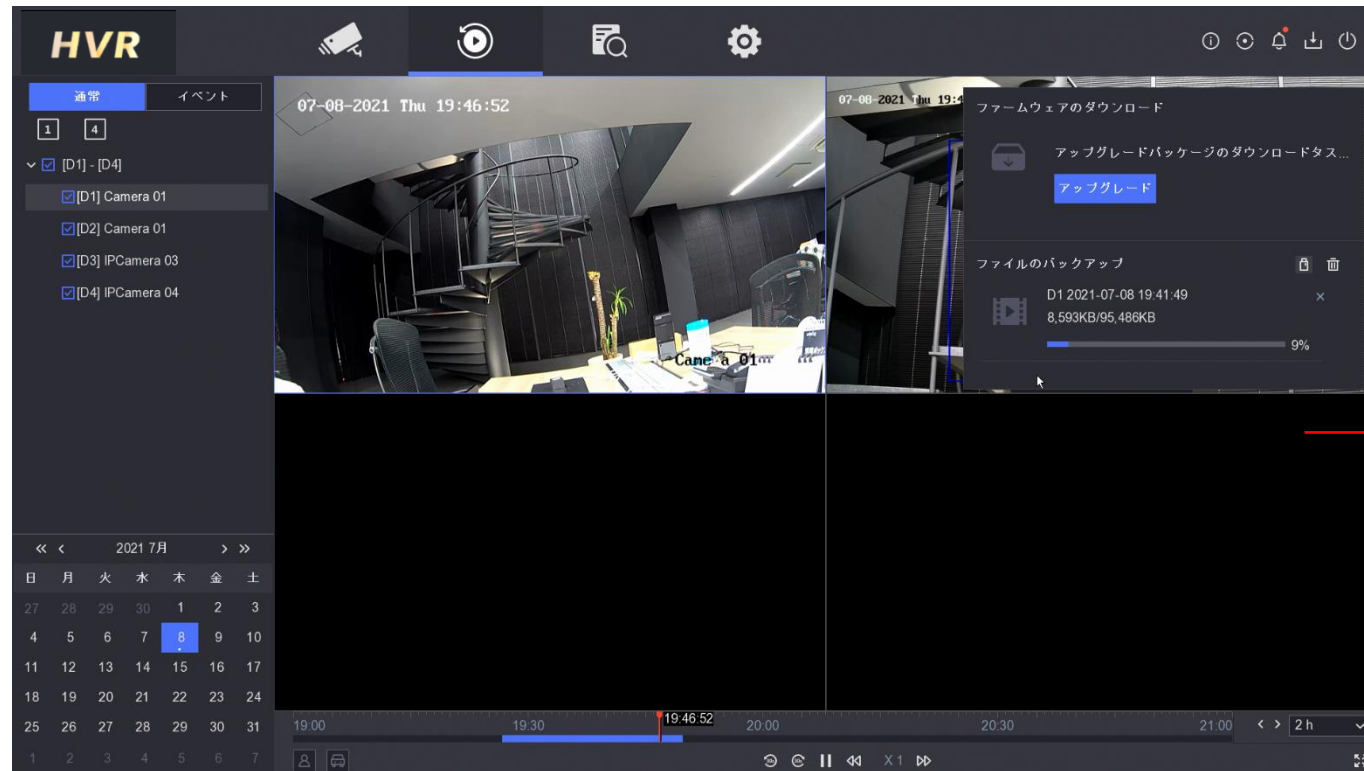 HVR
通常 イベント
1 4
[D1] - [D4]
[D1] Camera 01
[D2] Camera 01
[D3] IPCamera 03
[D4] IPCamera 04
2021 7月
日 月 火 水 木 金 土
27 28 29 30 1 2 3
4 5 6 7 8 9 10
11 12 13 14 15 16 17
18 19 20 21 22 23 24
25 26 27 28 29 30 31
1 2 3 4 5 6 7
07-08-2021 Thu 19:46:52
Came a 01
07-08-2021 Thu 19:4
ファームウェアのダウンロード
アップグレードパッケージのダウンロードタス...
アップグレード
ファイルのバックアップ
D1 2021-07-08 19:41:49
8,593KB/95,486KB
9%
19:46:52
19:00 19:30 20:00 20:30 21:00
2 h
X 1